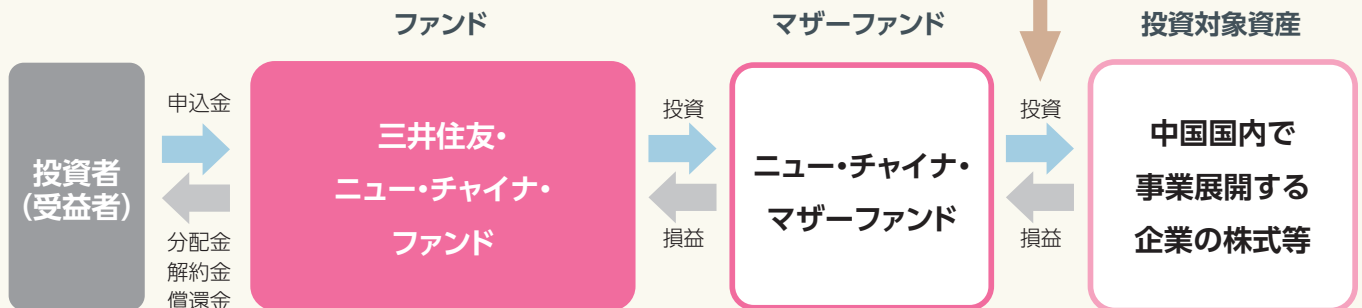 ファンド
マザーファンド
投資対象資産
投資者
（受益者）
申込金
分配金
解約金
償還金
三井住友・
ニュー・チャイナ・
ファンド
投資
損益
ニュー・チャイナ・
マザーファンド
投資
損益
中国国内で
事業展開する
企業の株式等